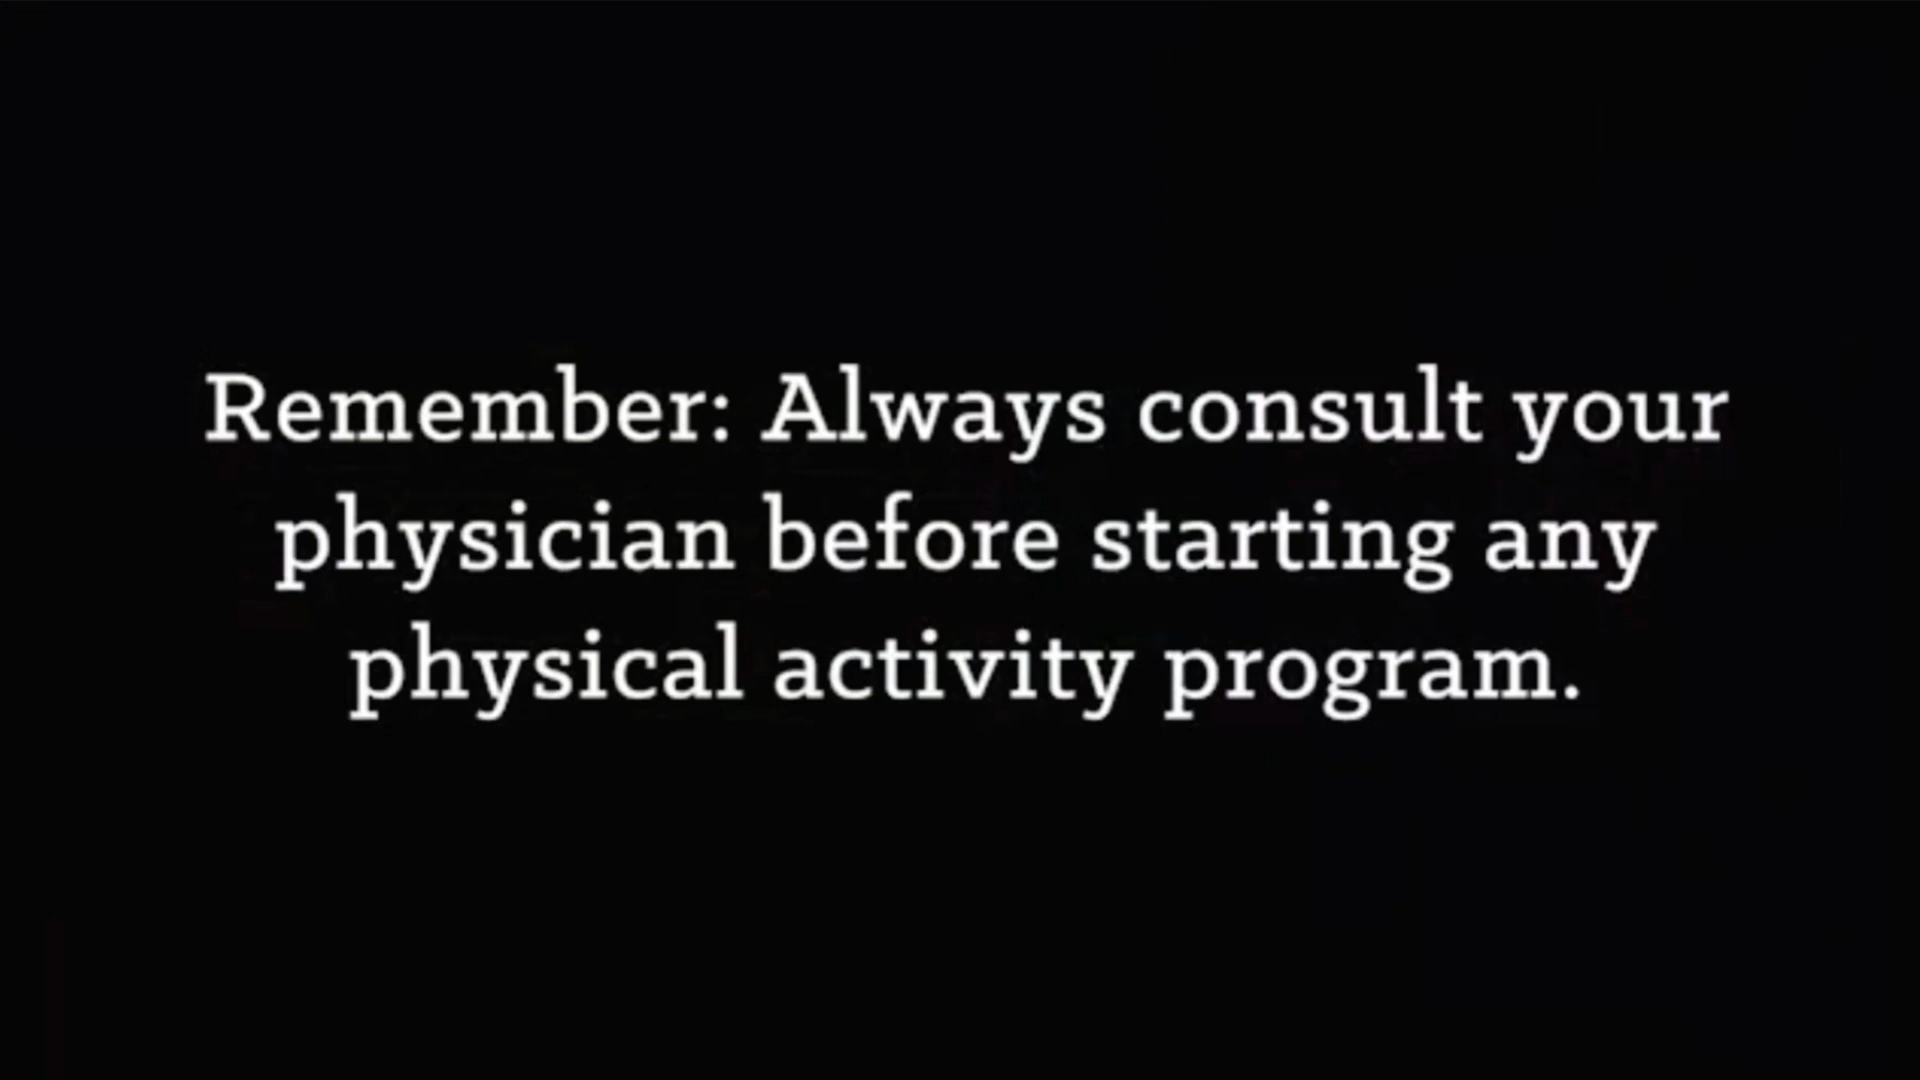 Remember: Always consult your
physician before starting any
physical activity program.